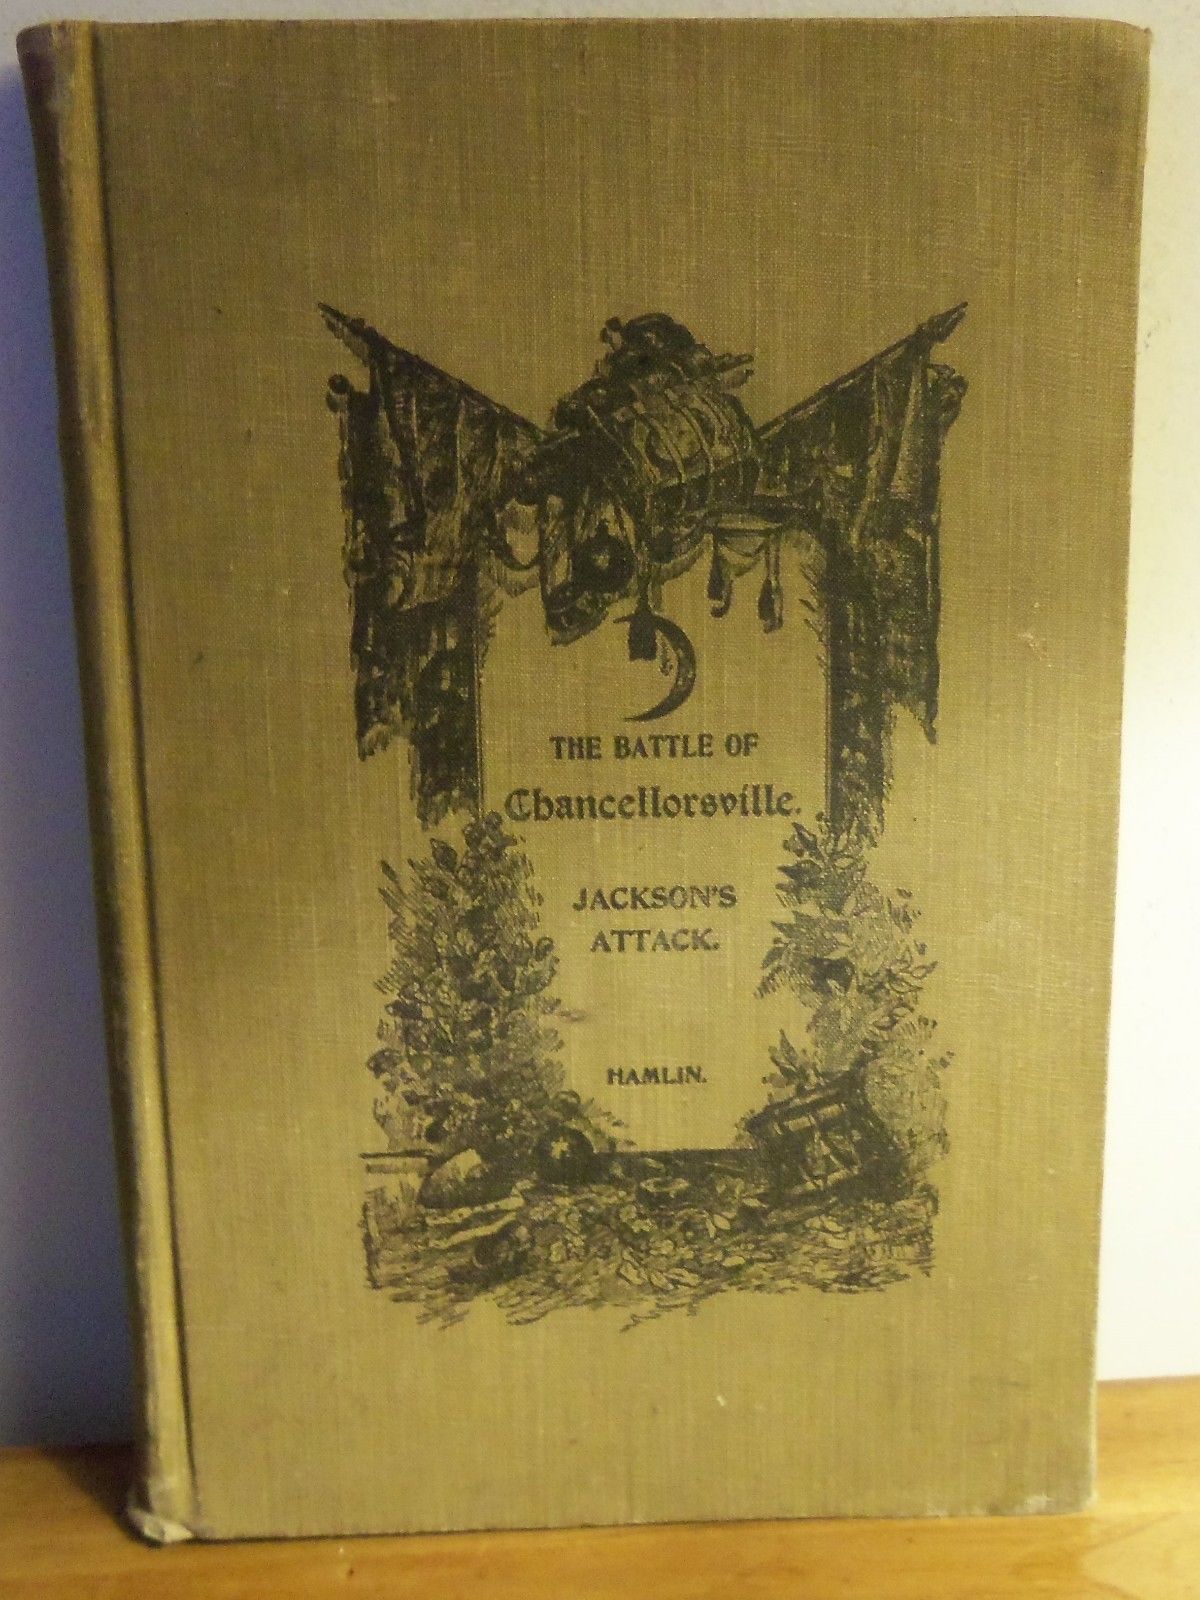 THE BATTLE OF
Chancellorsville.
JACKSON'S
ATTACK.
HAMLIN.